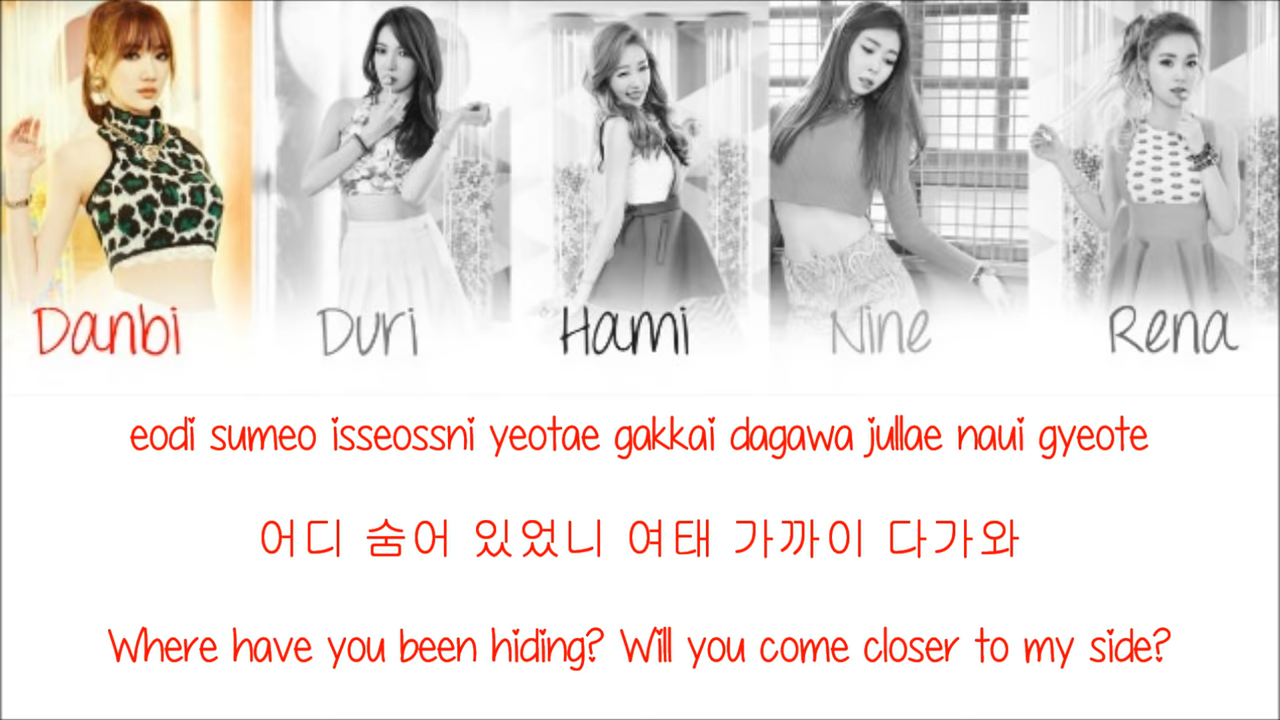 Danbi Duri Hami Nine Rena
eodi sumeo isseossni yeotae gakkai dagawa jullae naui gyeote
어디 숨어 있었니 여태 가까이 다가와
Where have you been hiding? Will you come closer to my side?